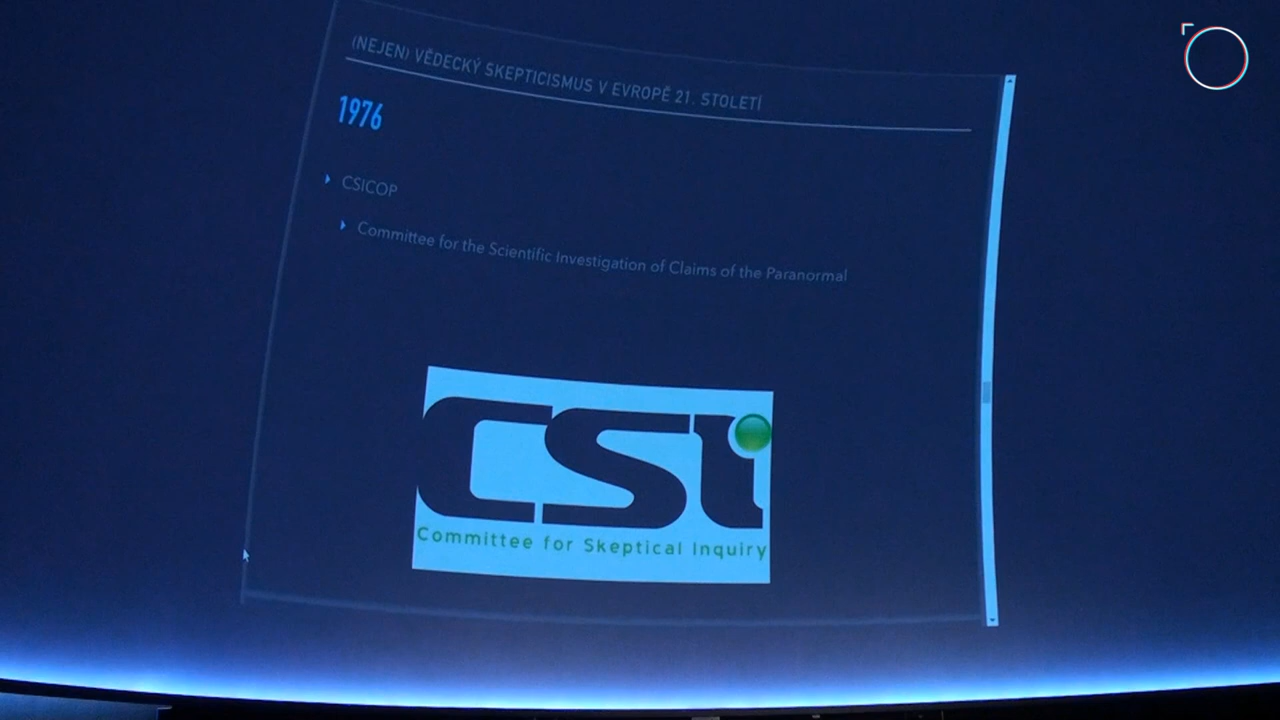 (NEJEN) VĚDECKÝ SKEPTICISMUS V EVROPĚ 21. STOLETÍ
1976
CSICOP
Committee for the Scientific Investigation of Claims of the Paranormal
CSi
Committee for Skeptical Inquiry